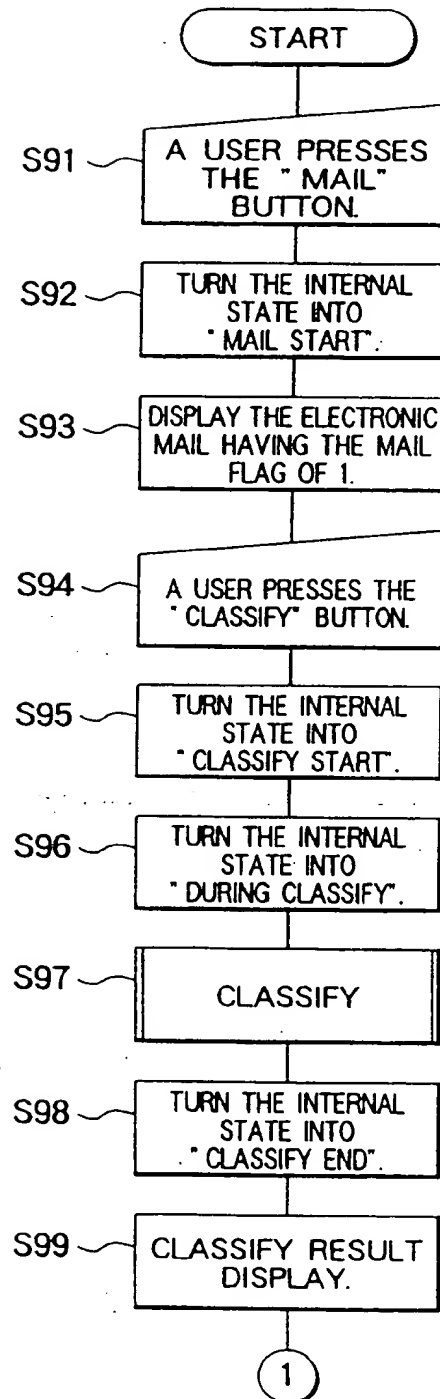 START
S91
A USER PRESSES
THE "MAIL"
BUTTON.
S92
TURN THE INTERNAL
STATE INTO
"MAIL START".
S93
DISPLAY THE ELECTRONIC
MAIL HAVING THE MAIL
FLAG OF 1.
S94
A USER PRESSES THE
"CLASSIFY" BUTTON.
S95
TURN THE INTERNAL
STATE INTO
"CLASSIFY START".
S96
TURN THE INTERNAL
STATE INTO
"DURING CLASSIFY".
S97
CLASSIFY
S98
TURN THE INTERNAL
STATE INTO
"CLASSIFY END".
S99
CLASSIFY RESULT
DISPLAY.
1